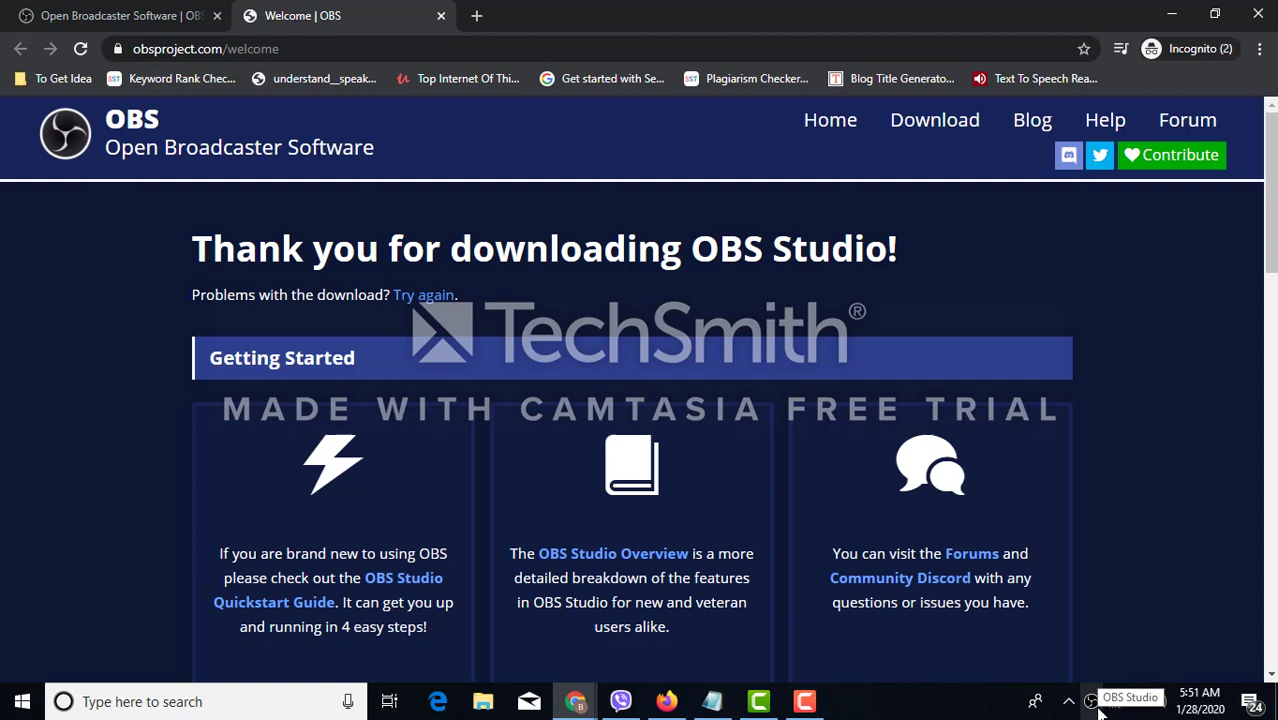 Open Broadcaster Software | OBS
Welcome | OBS
obsproject.com/welcome
Incognito (2)
To Get Idea
Keyword Rank Chec...
understand__speak...
Top Internet Of Thi...
Get started with Se...
Plagiarism Checker...
Blog Title Generato...
Text To Speech Rea...
OBS
Open Broadcaster Software
Home
Download
Blog
Help
Forum
Contribute
Thank you for downloading OBS Studio!
Problems with the download? Try again.
TechSmith®
Getting Started
MADE WITH CAMTASIA FREE TRIAL
If you are brand new to using OBS
please check out the OBS Studio
Quickstart Guide. It can get you up
and running in 4 easy steps!
The OBS Studio Overview is a more
detailed breakdown of the features
in OBS Studio for new and veteran
users alike.
You can visit the Forums and
Community Discord with any
questions or issues you have.
Type here to search
OBS Studio
5:51 AM
1/28/2020
24